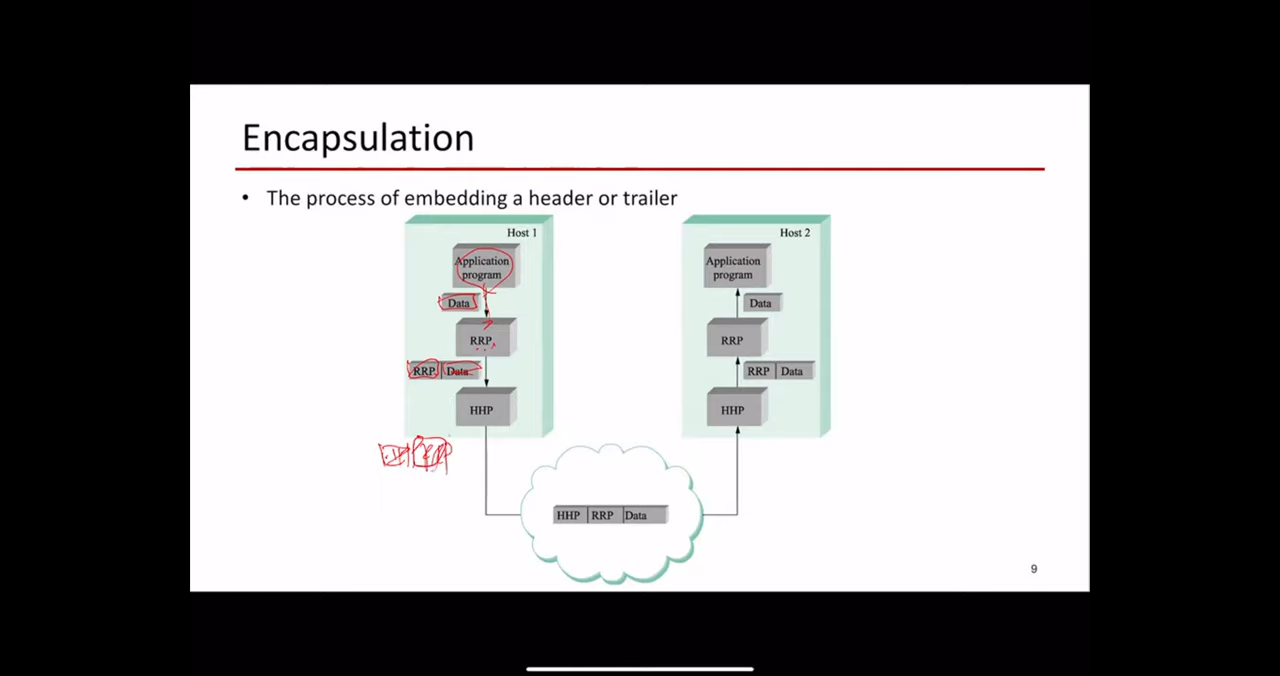 Encapsulation
• The process of embedding a header or trailer
Host 1
Application
program
Data
RRP
RRP Data
HHP
Host 2
Application
program
Data
RRP
RRP Data
HHP
HHP RRP Data
9